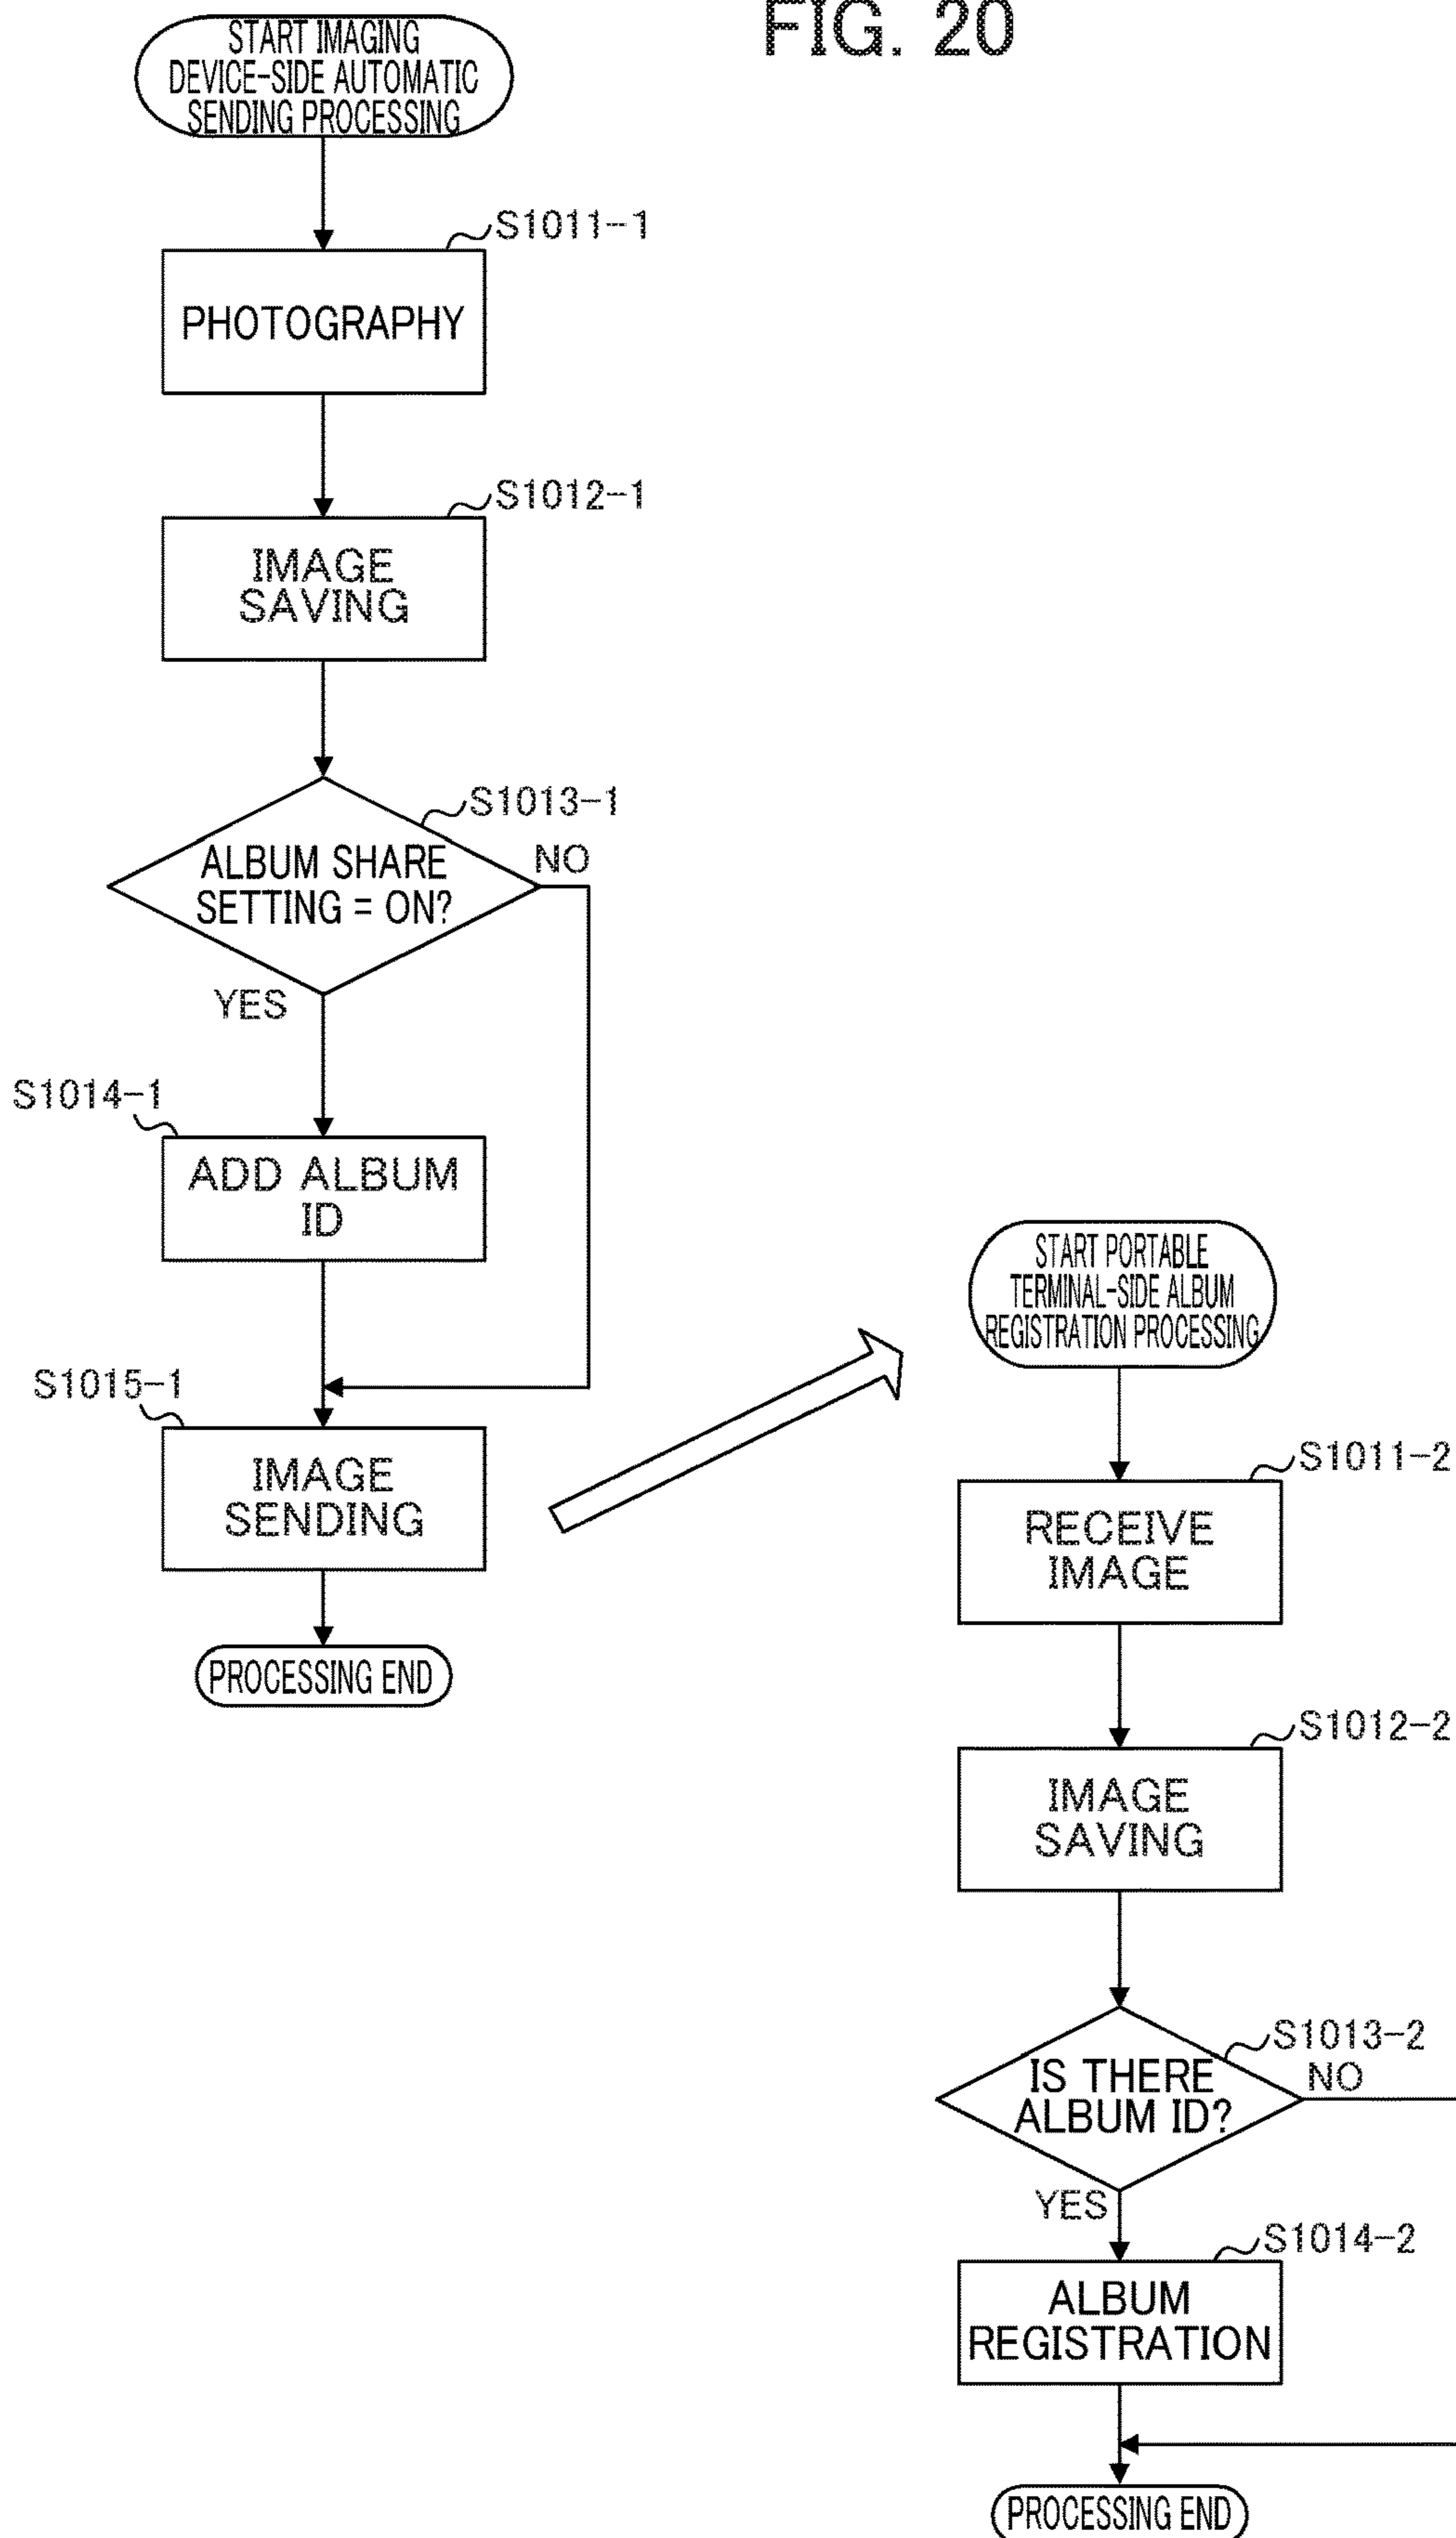 FIG. 20
START IMAGING
DEVICE-SIDE AUTOMATIC
SENDING PROCESSING
S1011-1
PHOTOGRAPHY
S1012-1
IMAGE
SAVING
S1013-1
ALBUM SHARE
SETTING = ON?
NO
YES
S1014-1
ADD ALBUM
ID
S1015-1
IMAGE
SENDING
PROCESSING END
START PORTABLE
TERMINAL-SIDE ALBUM
REGISTRATION PROCESSING
S1011-2
RECEIVE
IMAGE
S1012-2
IMAGE
SAVING
S1013-2
IS THERE
ALBUM ID?
NO
YES
S1014-2
ALBUM
REGISTRATION
PROCESSING END